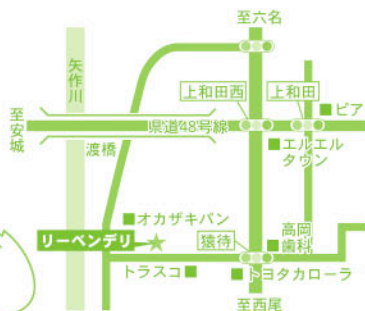 至六名
矢作川
上和田西
上和田
ピア
至安城
県道48号線
渡橋
エルエル
タウン
オカザキパン
リーベンデリ
猿待
高岡
歯科
トラスコ
トヨタカローラ
至西尾